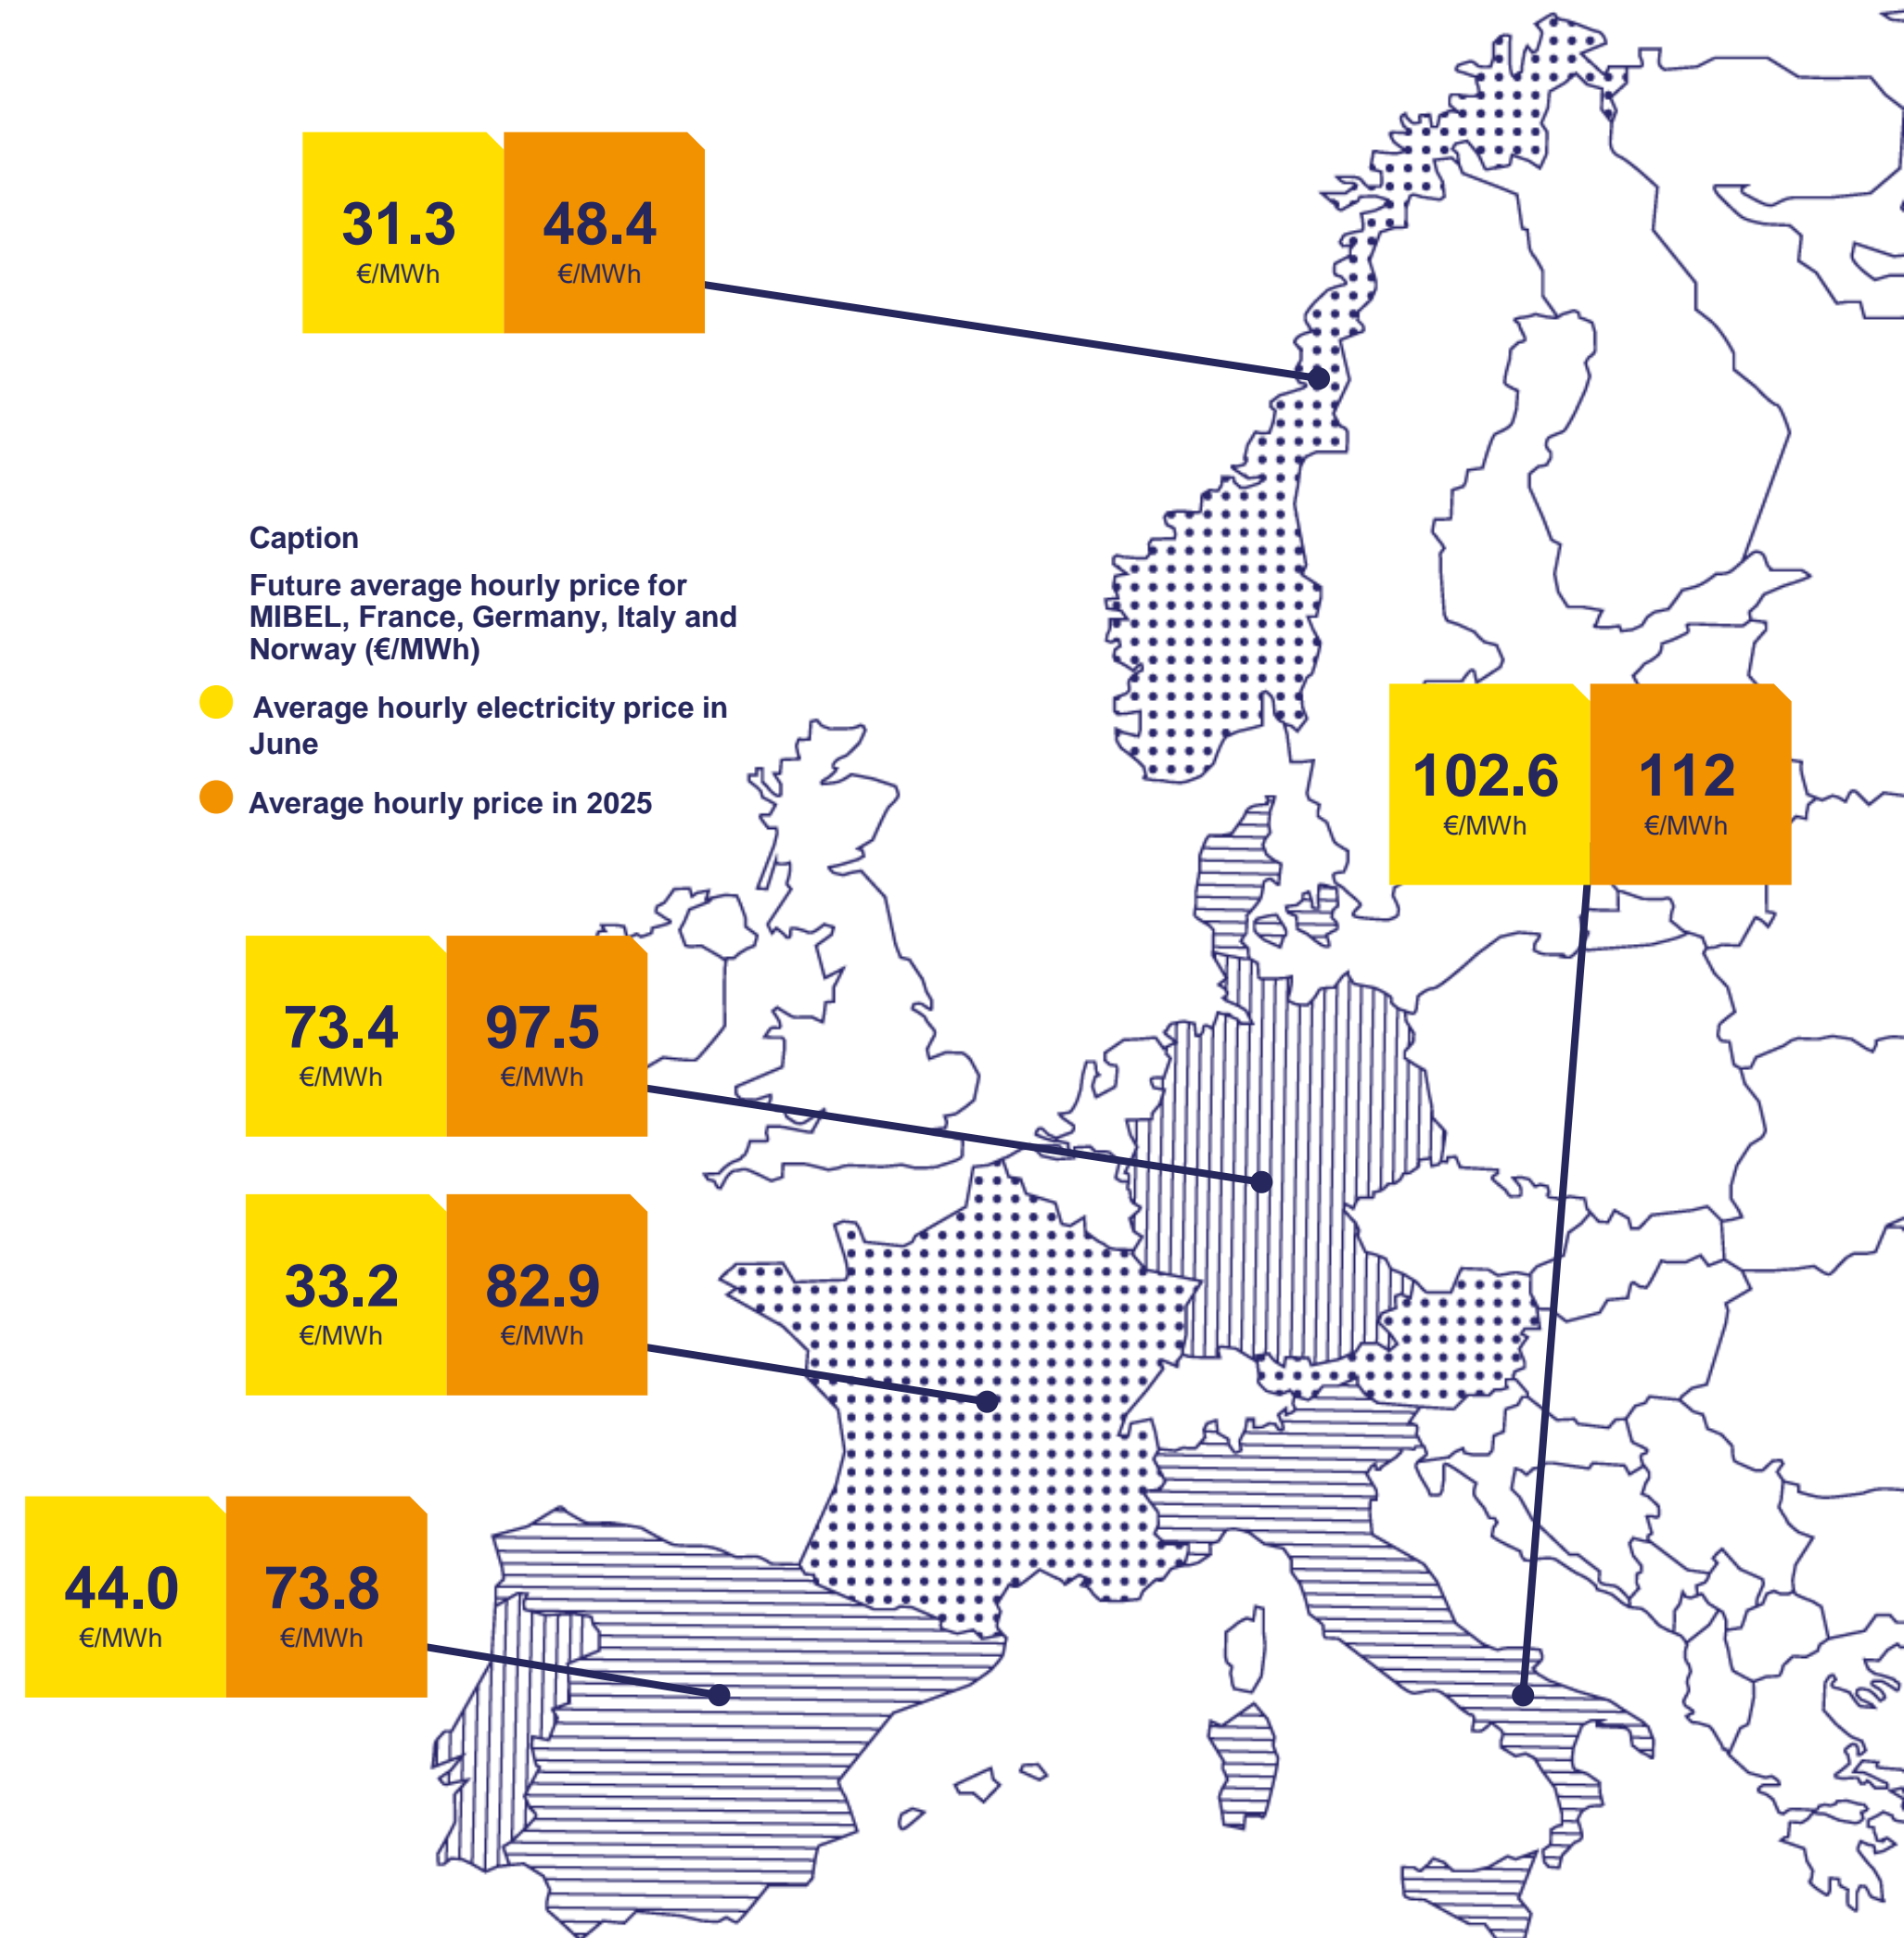 31.3
€/MWh
48.4
€/MWh
Caption
Future average hourly price for
MIBEL, France, Germany, Italy and
Norway (€/MWh)
Average hourly electricity price in
June
Average hourly price in 2025
102.6
€/MWh
112
€/MWh
73.4
€/MWh
97.5
€/MWh
33.2
€/MWh
82.9
€/MWh
44.0
€/MWh
73.8
€/MWh